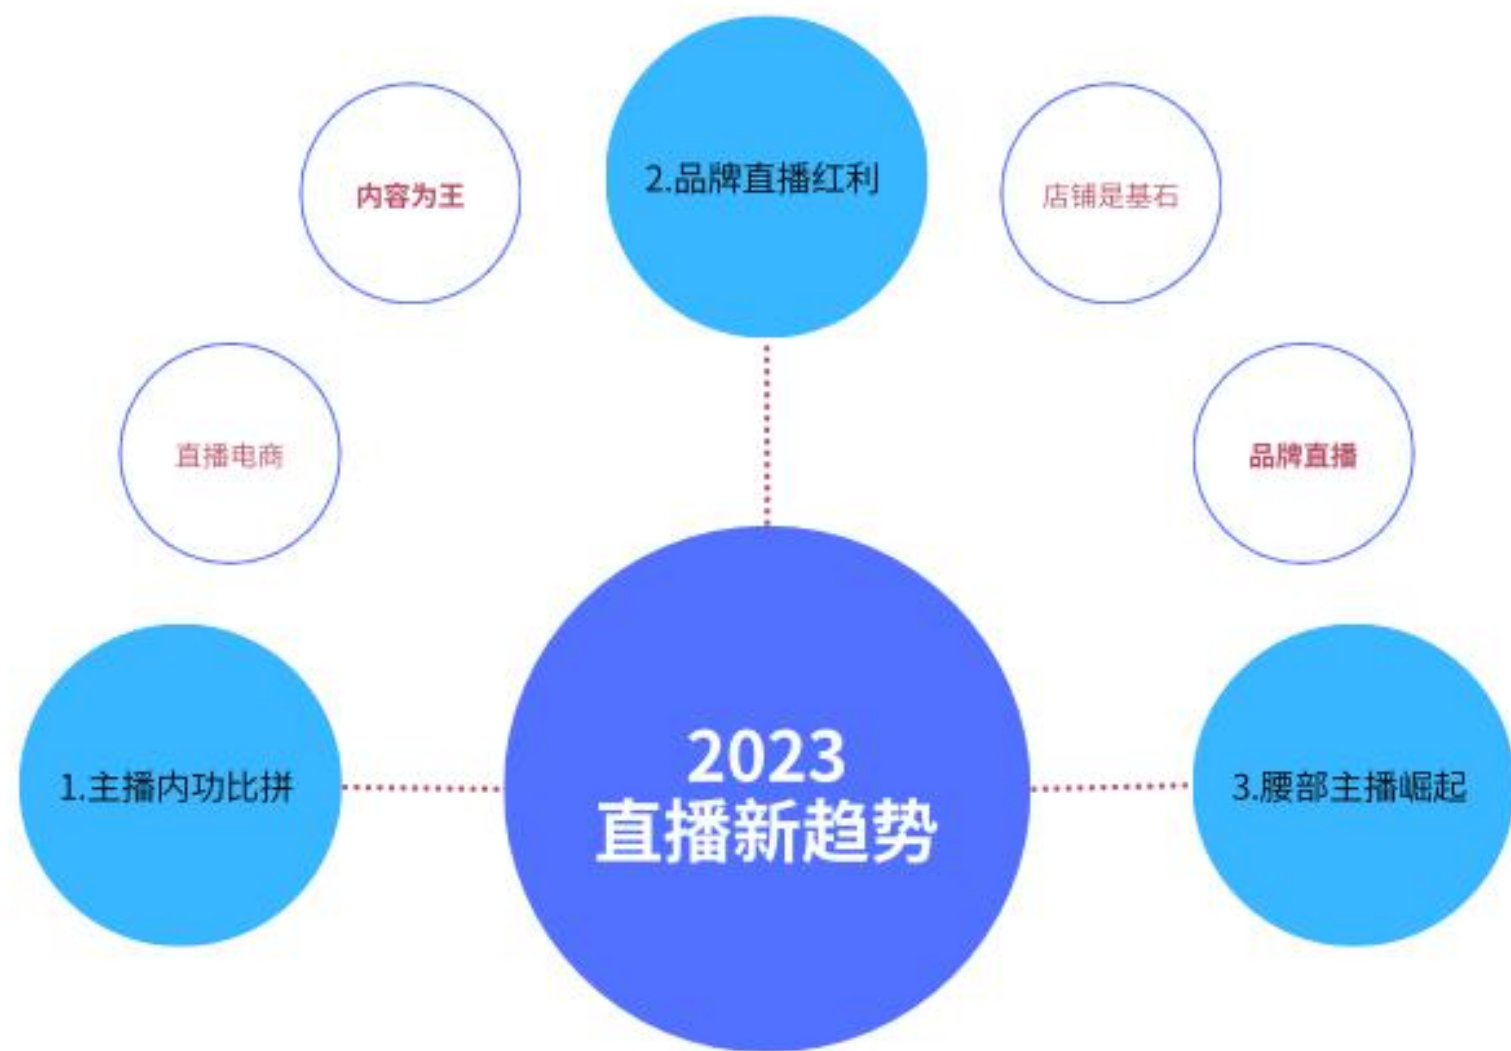 2.品牌直播红利
内容为王
店铺是基石
直播电商
品牌直播
2023
直播新趋势
1.主播内功比拼
3.腰部主播崛起